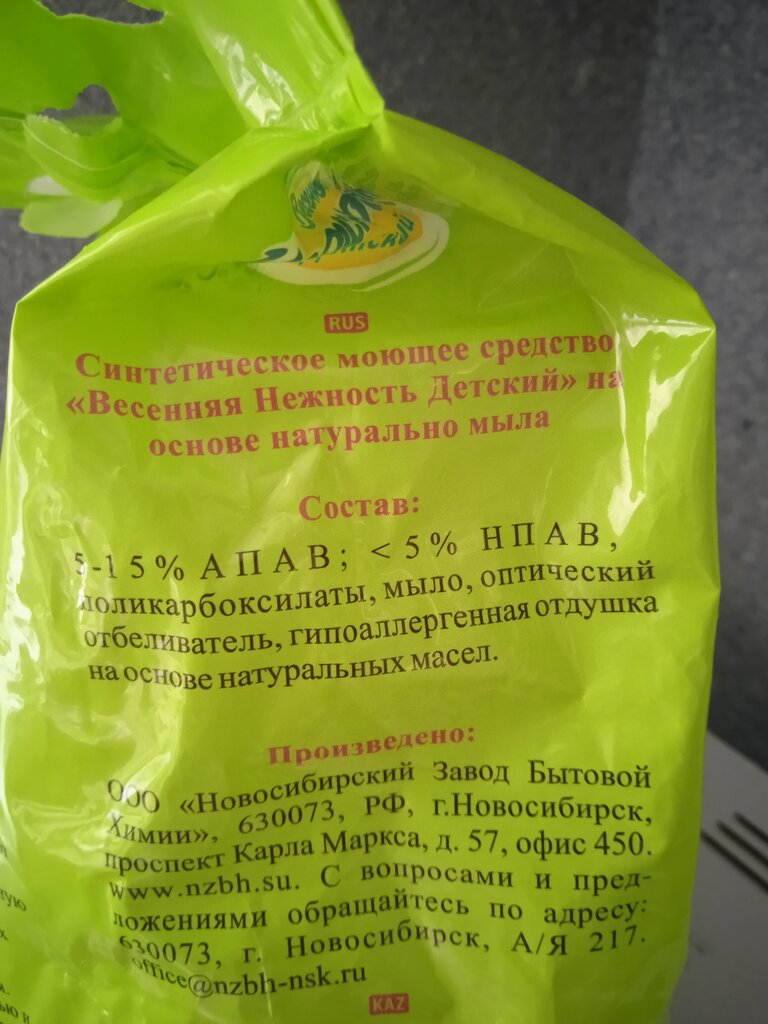 Весенняя
RUS
Синтетическое моющее средство
«Весенняя Нежность Детский» на
основе натурально мыла
Состав:
5-15% АПАВ; <5% НПАВ,
поликарбоксилаты, мыло, оптический
отбеливатель, гипоаллергенная отдушка
на основе натуральных масел.
Произведено:
ООО «Новосибирский Завод Бытовой
Химии», 630073, РФ, г.Новосибирск,
проспект Карла Маркса, д. 57, офис 450.
www.nzbh.su. С вопросами и пред-
ложениями обращайтесь по адресу:
630073, г. Новосибирск, А/Я 217.
office@nzbh-nsk.ru
KAZ